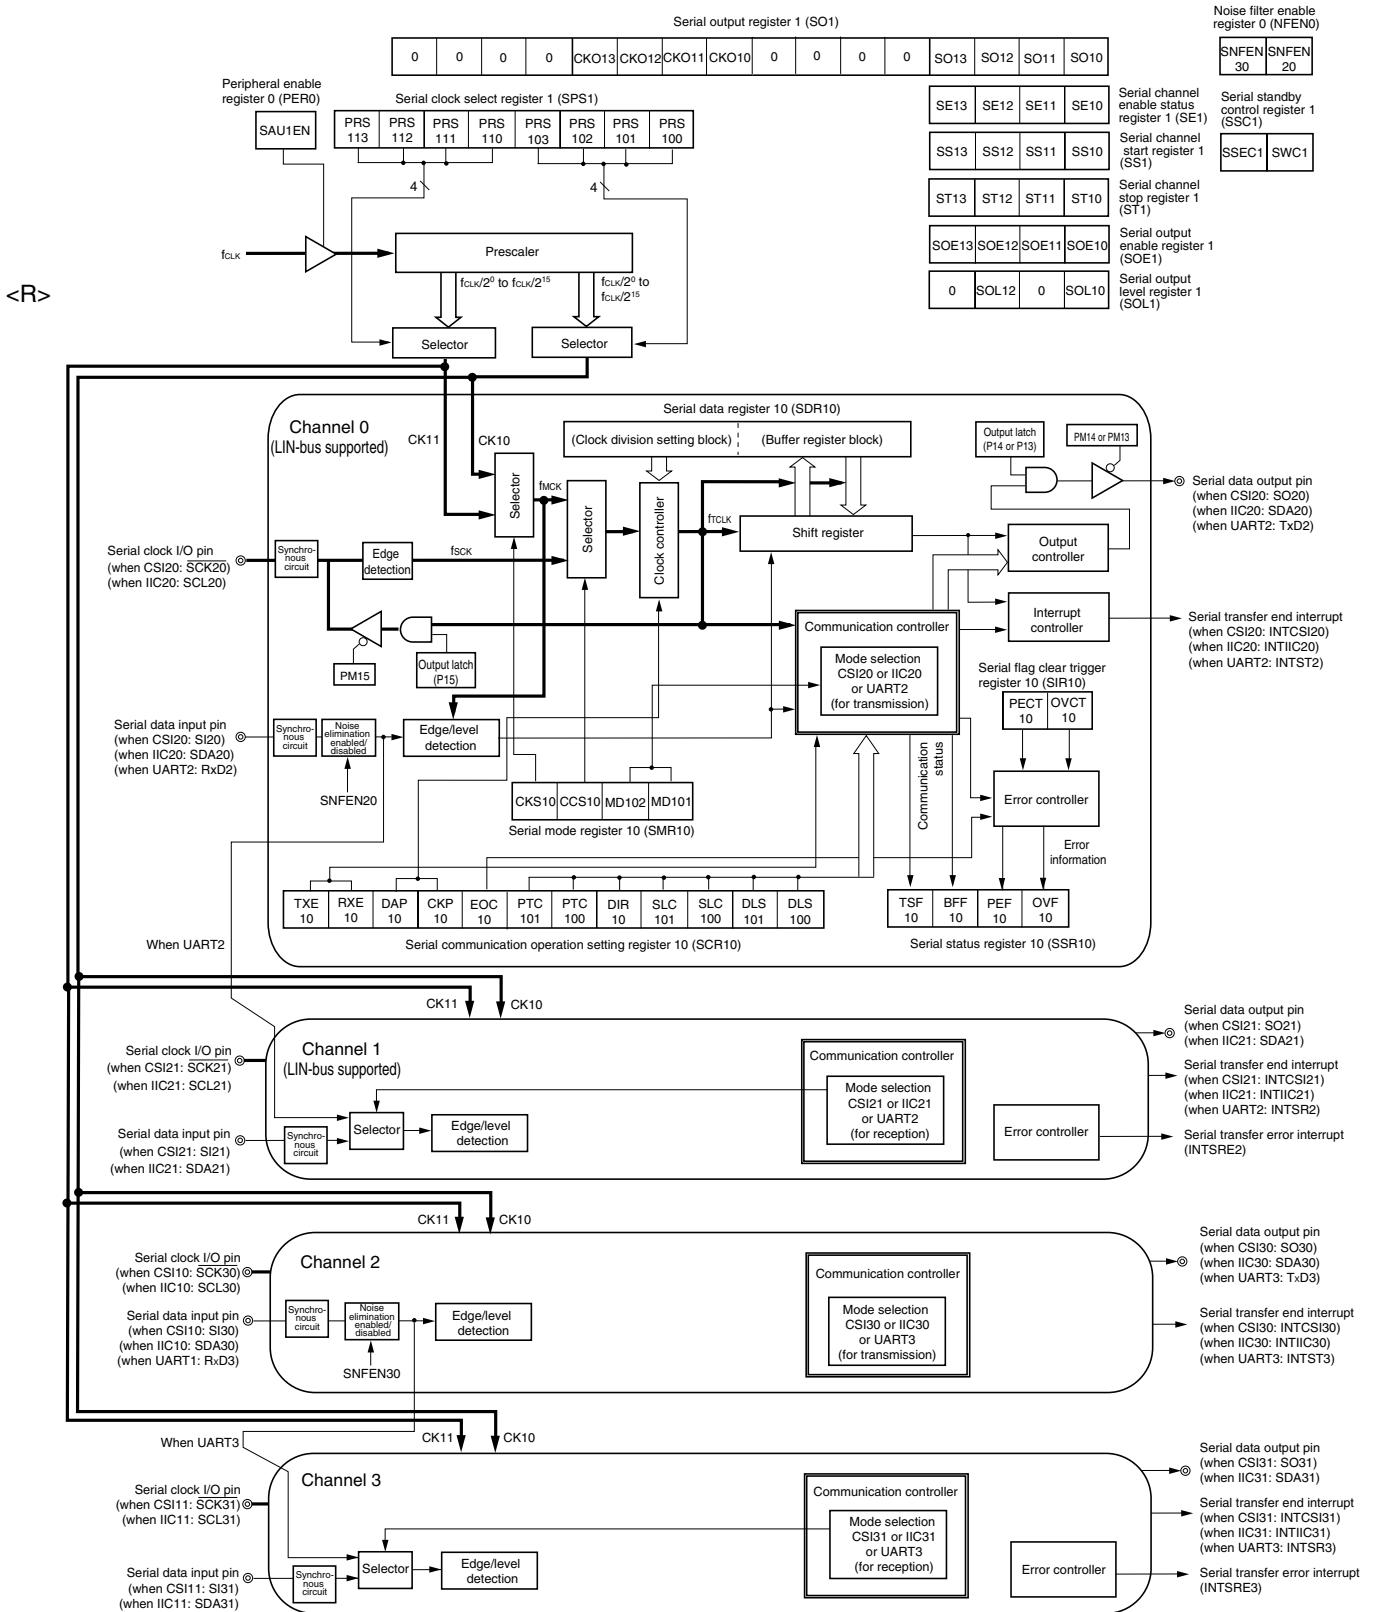 Serial output register 1 (SO1)
0 0 0 0 CKO13 CKO12 CKO11 CKO10 0 0 0 0 SO13 SO12 SO11 SO10
Noise filter enable
register 0 (NFEN0)
SNFEN
30
SNFEN
20
Peripheral enable
register 0 (PER0)
SAU1EN
Serial clock select register 1 (SPS1)
PRS
113
PRS
112
PRS
111
PRS
110
PRS
103
PRS
102
PRS
101
PRS
100
4
4
SE13 SE12 SE11 SE10
Serial channel
enable status
register 1 (SE1)
SS13 SS12 SS11 SS10
Serial channel
start register 1
(SS1)
ST13 ST12 ST11 ST10
Serial channel
stop register 1
(ST1)
SOE13 SOE12 SOE11 SOE10
Serial output
enable register 1
(SOE1)
0 SOL12 0 SOL10
Serial output
level register 1
(SOL1)
Serial standby
control register 1
(SSC1)
SSEC1 SWC1
<R>
fCLK
Prescaler
fCLK/2⁰ to fCLK/2¹⁵
fCLK/2⁰ to
fCLK/2¹⁵
Selector
Selector
Channel 0
(LIN-bus supported)
CK11
CK10
Serial data register 10 (SDR10)
(Clock division setting block)
(Buffer register block)
Output latch
(P14 or P13)
PM14 or PM13
Selector
fMCK
Selector
Clock controller
fTCLK
Shift register
Output
controller
Serial data output pin
(when CSI20: SO20)
(when IIC20: SDA20)
(when UART2: TxD2)
Serial clock I/O pin
(when CSI20: SCK20)
(when IIC20: SCL20)
Synchro-
nous
circuit
Edge
detection
fSCK
PM15
Output latch
(P15)
Communication controller
Mode selection
CSI20 or IIC20
or UART2
(for transmission)
Interrupt
controller
Serial transfer end interrupt
(when CSI20: INTCSI20)
(when IIC20: INTIIC20)
(when UART2: INTST2)
Serial flag clear trigger
register 10 (SIR10)
PECT
10
OVCT
10
Serial data input pin
(when CSI20: SI20)
(when IIC20: SDA20)
(when UART2: RxD2)
Synchro-
nous
circuit
Noise
elimination
enabled/
disabled
Edge/level
detection
SNFEN20
CKS10 CCS10 MD102 MD101
Serial mode register 10 (SMR10)
Communication
status
Error controller
Error
information
TXE
10
RXE
10
DAP
10
CKP
10
EOC
10
PTC
101
PTC
100
DIR
10
SLC
101
SLC
100
DLS
101
DLS
100
Serial communication operation setting register 10 (SCR10)
TSF
10
BFF
10
PEF
10
OVF
10
Serial status register 10 (SSR10)
When UART2
CK11
CK10
Channel 1
(LIN-bus supported)
Serial clock I/O pin
(when CSI21: SCK21)
(when IIC21: SCL21)
Serial data input pin
(when CSI21: SI21)
(when IIC21: SDA21)
Synchro-
nous
circuit
Selector
Edge/level
detection
Communication controller
Mode selection
CSI21 or IIC21
or UART2
(for reception)
Error controller
Serial data output pin
(when CSI21: SO21)
(when IIC21: SDA21)
Serial transfer end interrupt
(when CSI21: INTCSI21)
(when IIC21: INTIIC21)
(when UART2: INTSR2)
Serial transfer error interrupt
(INTSRE2)
CK11
CK10
Channel 2
Serial clock I/O pin
(when CSI10: SCK30)
(when IIC10: SCL30)
Serial data input pin
(when CSI10: SI30)
(when IIC10: SDA30)
(when UART1: RxD3)
Synchro-
nous
circuit
Noise
elimination
enabled/
disabled
Edge/level
detection
SNFEN30
Communication controller
Mode selection
CSI30 or IIC30
or UART3
(for transmission)
Serial data output pin
(when CSI30: SO30)
(when IIC30: SDA30)
(when UART3: TxD3)
Serial transfer end interrupt
(when CSI30: INTCSI30)
(when IIC30: INTIIC30)
(when UART3: INTST3)
When UART3
CK11
CK10
Channel 3
Serial clock I/O pin
(when CSI11: SCK31)
(when IIC11: SCL31)
Serial data input pin
(when CSI11: SI31)
(when IIC11: SDA31)
Synchro-
nous
circuit
Selector
Edge/level
detection
Communication controller
Mode selection
CSI31 or IIC31
or UART3
(for reception)
Error controller
Serial data output pin
(when CSI31: SO31)
(when IIC31: SDA31)
Serial transfer end interrupt
(when CSI31: INTCSI31)
(when IIC31: INTIIC31)
(when UART3: INTSR3)
Serial transfer error interrupt
(INTSRE3)